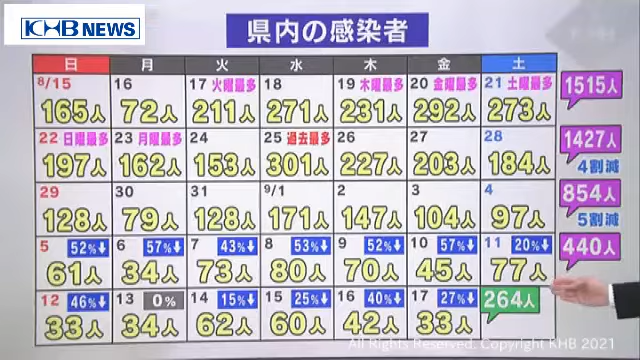 KHB NEWS
県内の感染者
日 月 火 水 木 金 土
8/15 16 17 火曜最多 18 19 木曜最多 20 金曜最多 21 土曜最多
165人 72人 211人 271人 231人 292人 273人 1515人
22 日曜最多 23 月曜最多 24 25 過去最多 26 27 28
197人 162人 153人 301人 227人 203人 184人 1427人
4割減
29 30 31 9/1 2 3 4
128人 79人 128人 171人 147人 104人 97人 854人
5割減
5 52%⬇ 6 57%⬇ 7 43%⬇ 8 53%⬇ 9 52%⬇ 10 57%⬇ 11 20%⬇
61人 34人 73人 80人 70人 45人 77人 440人
12 46%⬇ 13 0% 14 15%⬇ 15 25%⬇ 16 40%⬇ 17 27%⬇ 264人
33人 34人 62人 60人 42人 33人
All Rights Reserved. Copyright KHB 2021